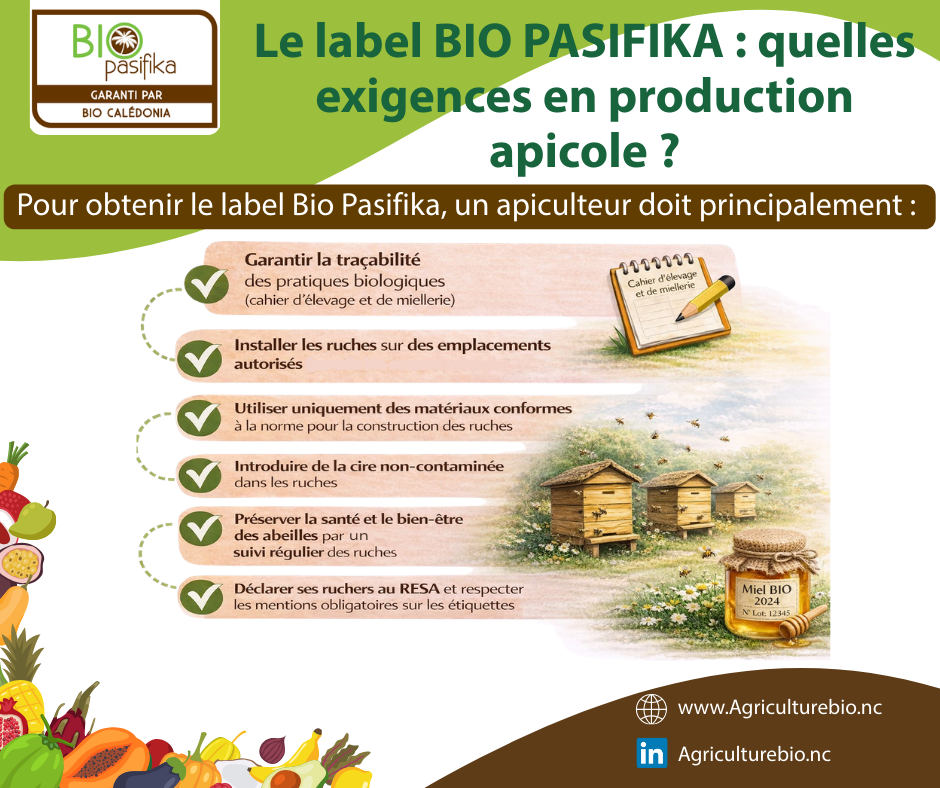 BIO
pasifika
GARANTI PAR
BIO CALÉDONIA
Le label BIO PASIFIKA : quelles
exigences en production
apicole ?
Pour obtenir le label Bio Pasifika, un apiculteur doit principalement :
Garantir la traçabilité
des pratiques biologiques
(cahier d'élevage et de miellerie)
Cahier d'élevage
et de miellerie
Installer les ruches sur des emplacements
autorisés
Utiliser uniquement des matériaux conformes
à la norme pour la construction des ruches
Introduire de la cire non-contaminée
dans les ruches
Préserver la santé et le bien-être
des abeilles par un
suivi régulier des ruches
Déclarer ses ruchers au RESA et respecter
les mentions obligatoires sur les étiquettes
Miel BIO
2024
N° Lot: 12345
www.Agriculturebio.nc
in
Agriculturebio.nc